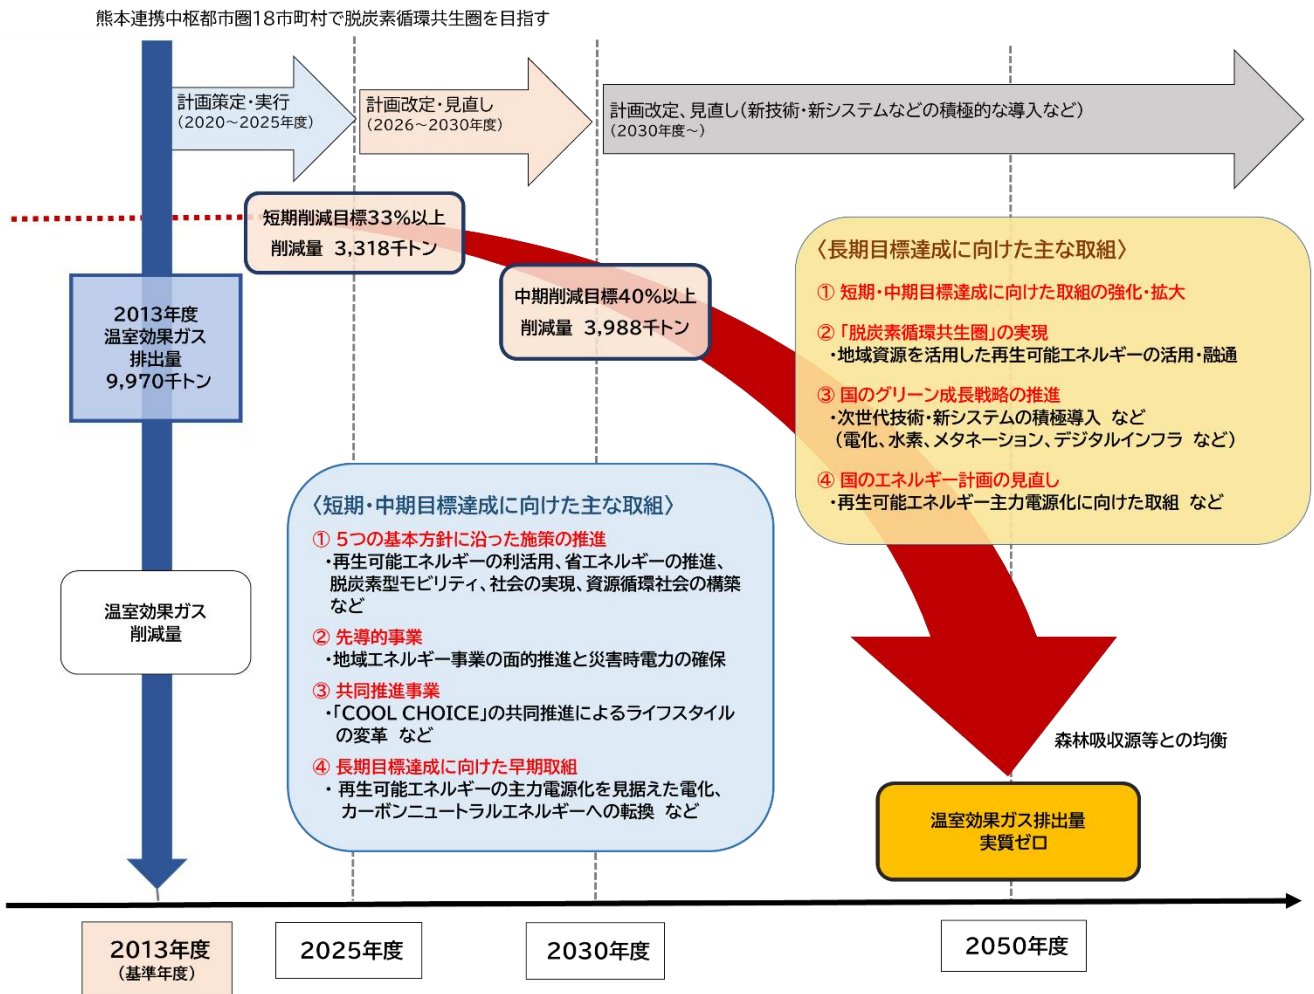 熊本連携中枢都市圏18市町村で脱炭素循環共生圏を目指す
計画策定・実行
(2020～2025年度)
計画改定・見直し
(2026～2030年度)
計画改定、見直し(新技術・新システムなどの積極的な導入など)
(2030年度～)
短期削減目標33%以上
削減量 3,318千トン
中期削減目標40%以上
削減量 3,988千トン
2013年度
温室効果ガス
排出量
9,970千トン
温室効果ガス
削減量
〈長期目標達成に向けた主な取組〉
① 短期・中期目標達成に向けた取組の強化・拡大
② 「脱炭素循環共生圏」の実現
・地域資源を活用した再生可能エネルギーの活用・融通
③ 国のグリーン成長戦略の推進
・次世代技術・新システムの積極導入 など
(電化、水素、メタネーション、デジタルインフラ など)
④ 国のエネルギー計画の見直し
・再生可能エネルギー主力電源化に向けた取組 など
〈短期・中期目標達成に向けた主な取組〉
① 5つの基本方針に沿った施策の推進
・再生可能エネルギーの利活用、省エネルギーの推進、
脱炭素型モビリティ、社会の実現、資源循環社会の構築
など
② 先導的事業
・地域エネルギー事業の面的推進と災害時電力の確保
③ 共同推進事業
・「COOL CHOICE」の共同推進によるライフスタイル
の変革 など
④ 長期目標達成に向けた早期取組
・ 再生可能エネルギーの主力電源化を見据えた電化、
カーボンニュートラルエネルギーへの転換 など
森林吸収源等との均衡
温室効果ガス排出量
実質ゼロ
2013年度
(基準年度)
2025年度
2030年度
2050年度